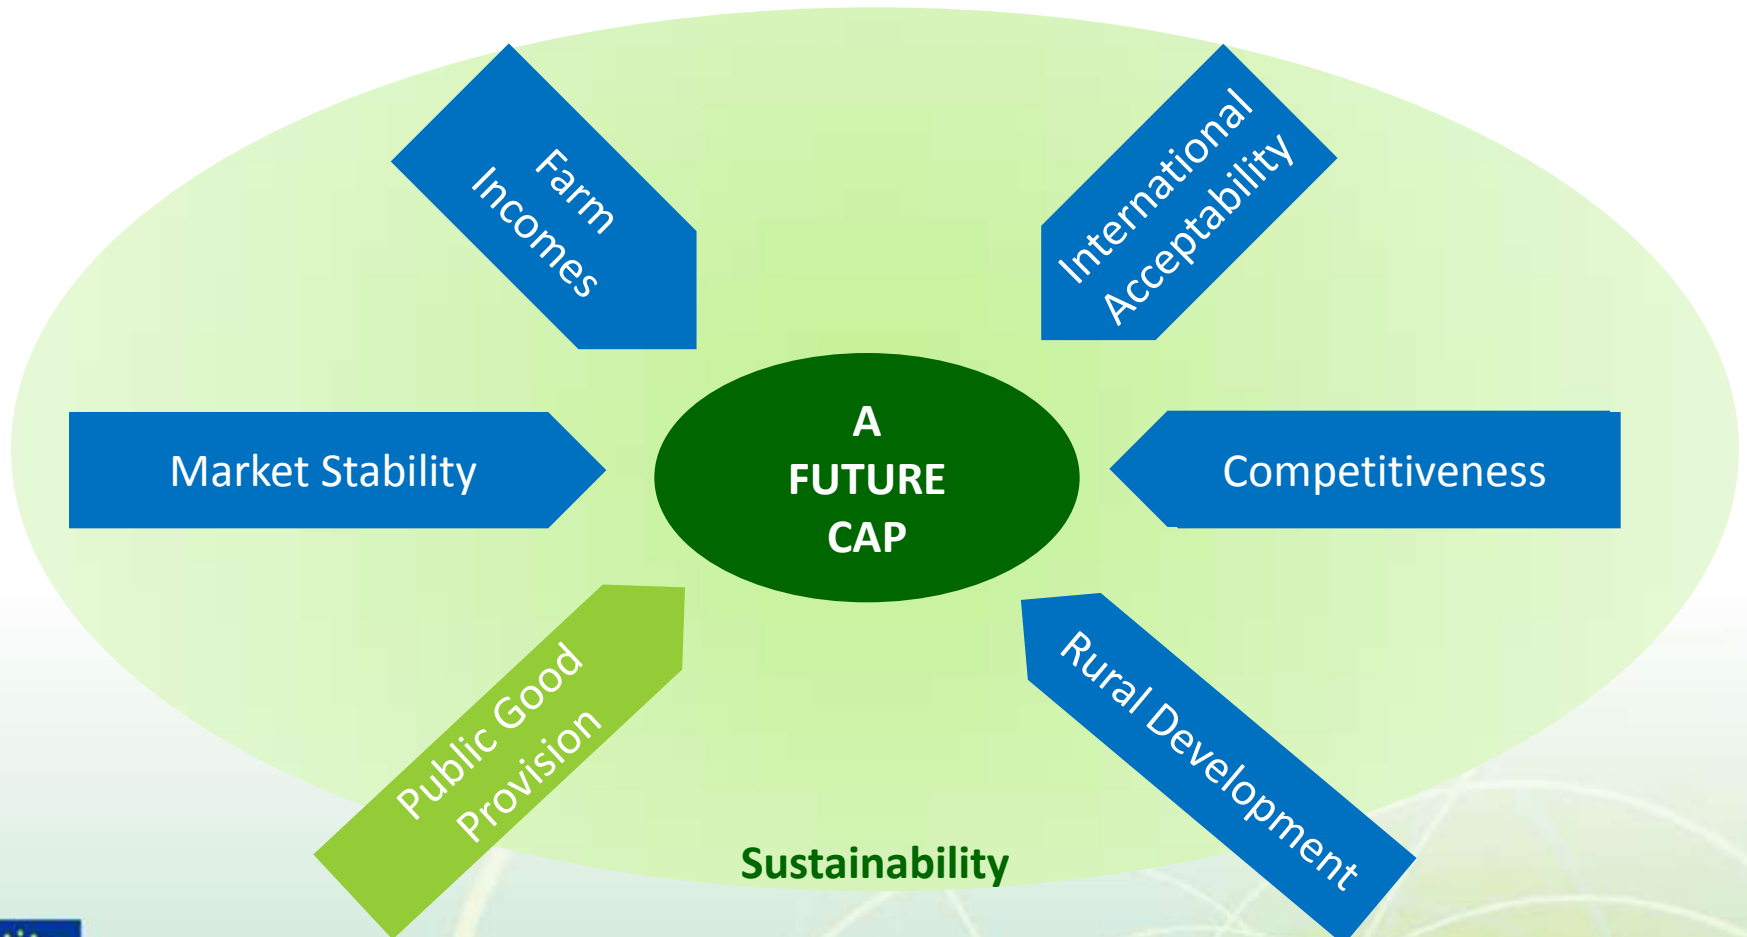 Farm
Incomes
International
Acceptability
Market Stability
A
FUTURE
CAP
Competitiveness
Public Good
Provision
Rural Development
Sustainability